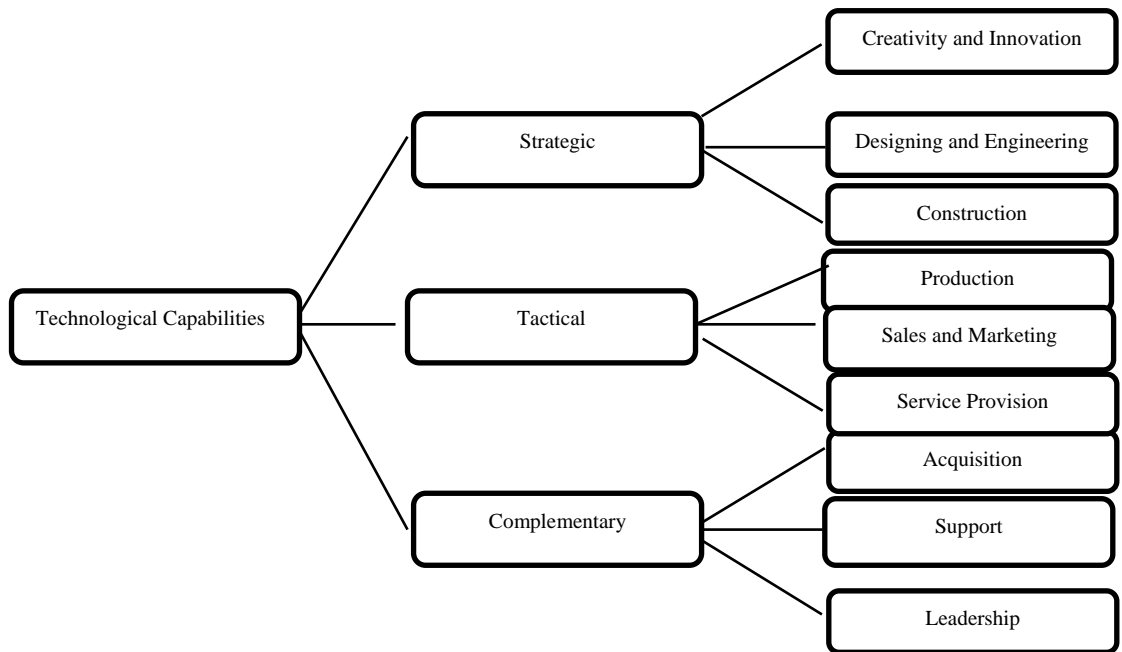 Technological Capabilities
Strategic
Creativity and Innovation
Designing and Engineering
Construction
Tactical
Production
Sales and Marketing
Service Provision
Complementary
Acquisition
Support
Leadership